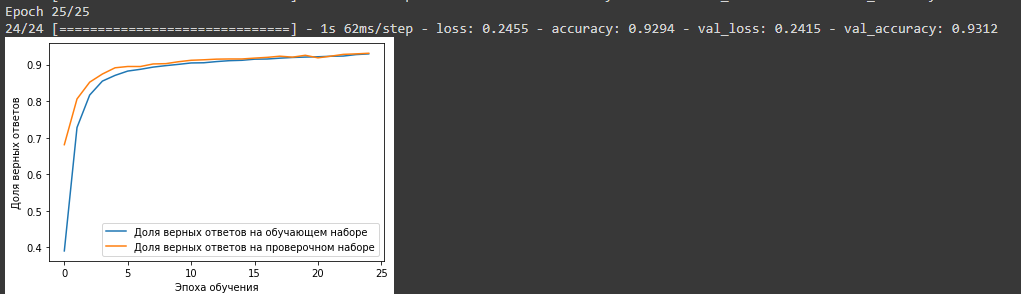 Epoch 25/25
24/24 [==============================] - 1s 62ms/step - loss: 0.2455 - accuracy: 0.9294 - val_loss: 0.2415 - val_accuracy: 0.9312
0.9
0.8
0.7
0.6
0.5
0.4
Доля верных ответов
Доля верных ответов на обучающем наборе
Доля верных ответов на проверочном наборе
0 5 10 15 20 25
Эпоха обучения